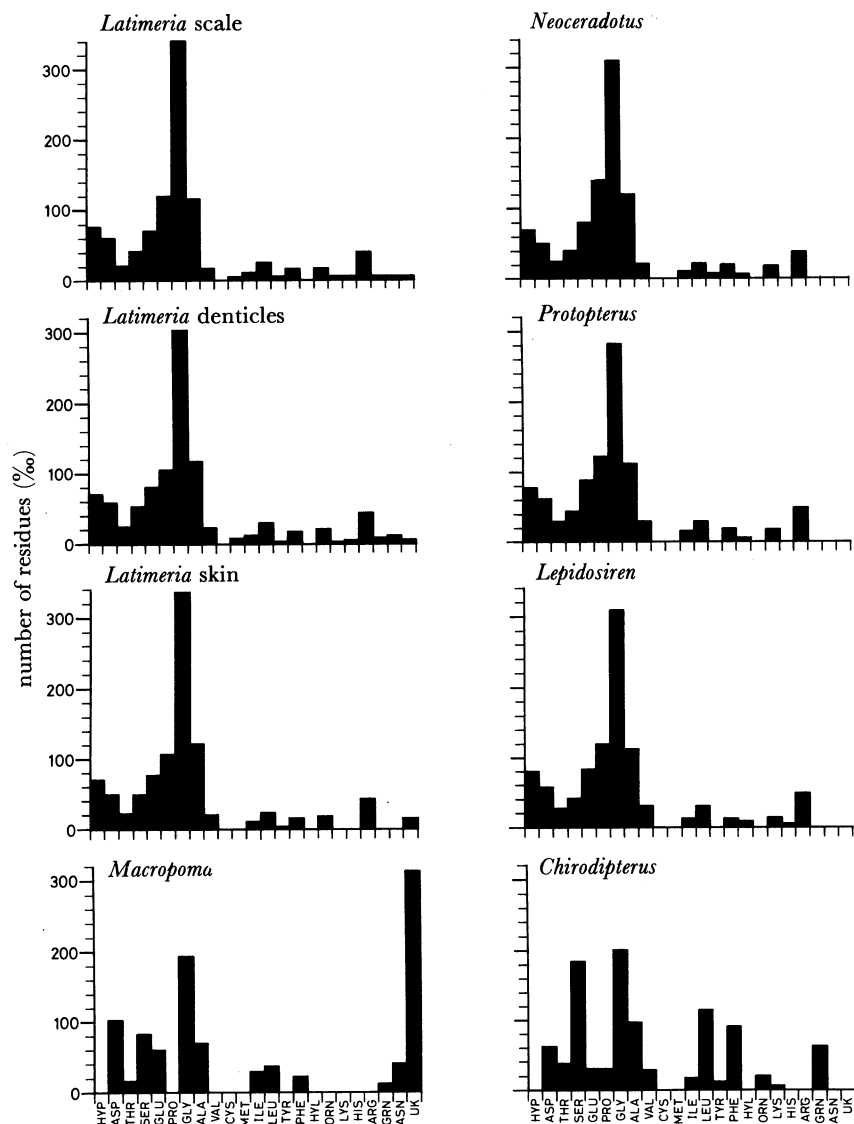 Latimeria scale
300
200
100
0
Neoceradotus
Latimeria denticles
300
200
100
0
Protopterus
number of residues (‰)
Latimeria skin
300
200
100
0
Lepidosiren
Macropoma
300
200
100
0
HYP ASP THR SER GLU PRO GLY ALA VAL CYS MET ILE LEU TYR PHE HYL ORN LYS HIS ARG GRN ASN UK
Chirodipterus
HYP ASP THR SER GLU PRO GLY ALA VAL CYS MET ILE LEU TYR PHE HYL ORN LYS HIS ARG GRN ASN UK